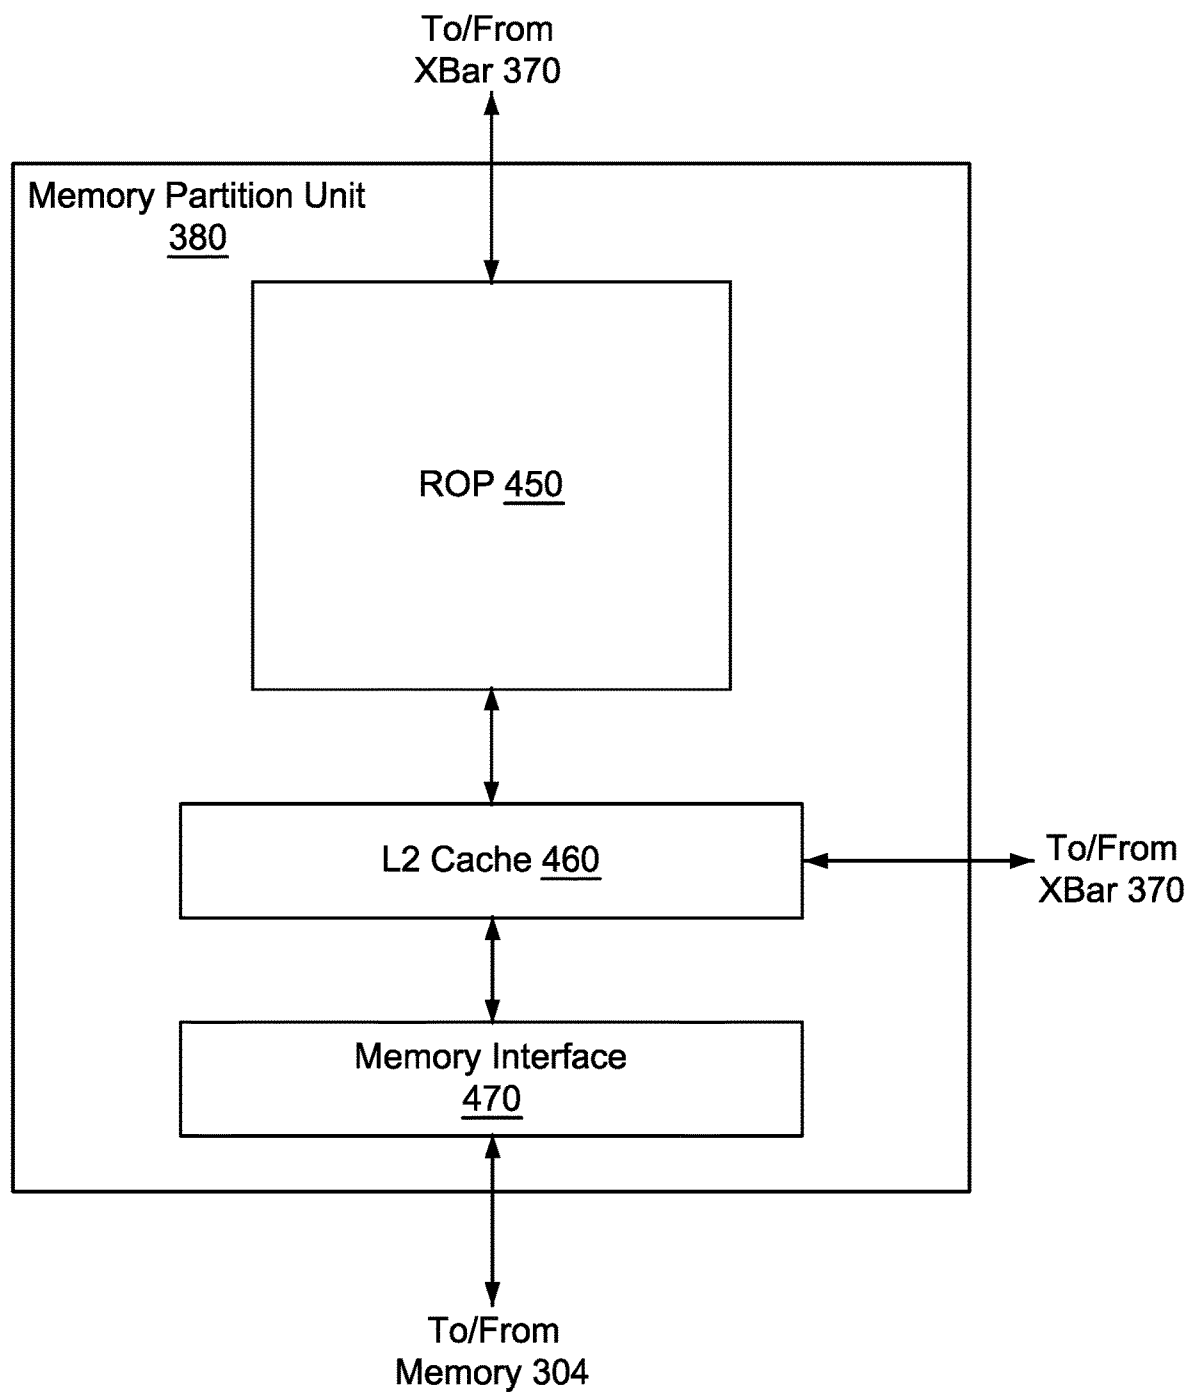 To/From
XBar 370
Memory Partition Unit
380
ROP 450
L2 Cache 460
To/From
XBar 370
Memory Interface
470
To/From
Memory 304